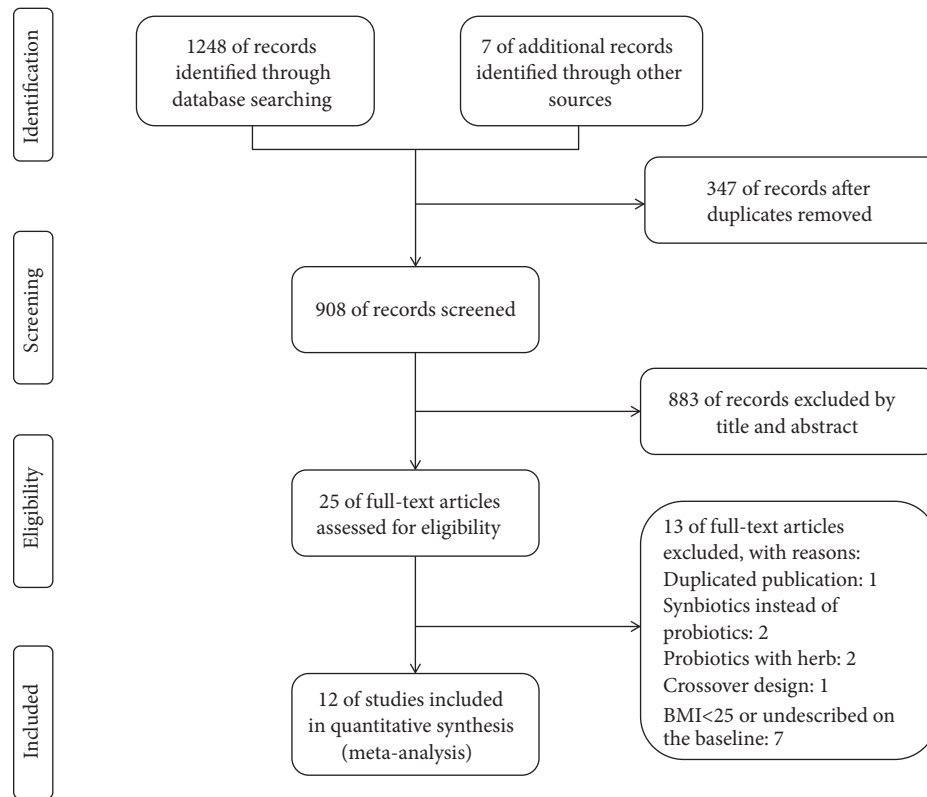 Identification
1248 of records
identified through
database searching
7 of additional records
identified through other
sources
347 of records after
duplicates removed
Screening
908 of records screened
883 of records excluded by
title and abstract
Eligibility
25 of full-text articles
assessed for eligibility
13 of full-text articles
excluded, with reasons:
Duplicated publication: 1
Synbiotics instead of
probiotics: 2
Probiotics with herb: 2
Crossover design: 1
BMI<25 or undescribed on
the baseline: 7
Included
12 of studies included
in quantitative synthesis
(meta-analysis)